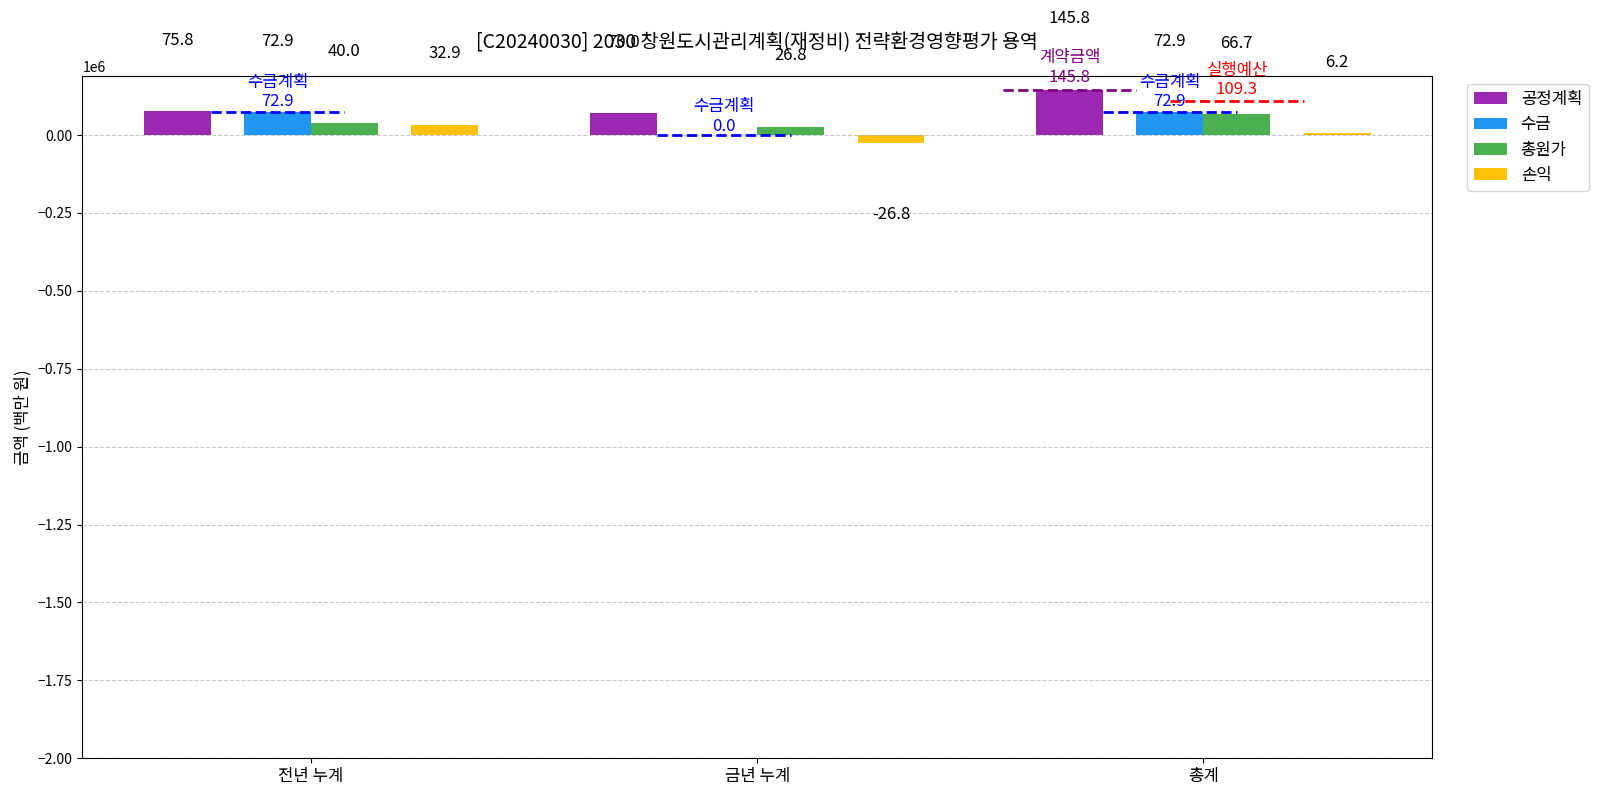 145.8
75.8
72.9
40.0
32.9
[C20240030] 2030 창원도시관리계획(재정비) 전략환경영향평가 용역
70.0
26.8
72.9
66.7
6.2
1e6
수금계획
72.9
수금계획
0.0
계약금액
145.8
수금계획
72.9
실행예산
109.3
공정계획
수금
총원가
손익
0.00
−0.25
−0.50
−0.75
−1.00
−1.25
−1.50
−1.75
−2.00
-26.8
금액 (백만 원)
전년 누계
금년 누계
총계